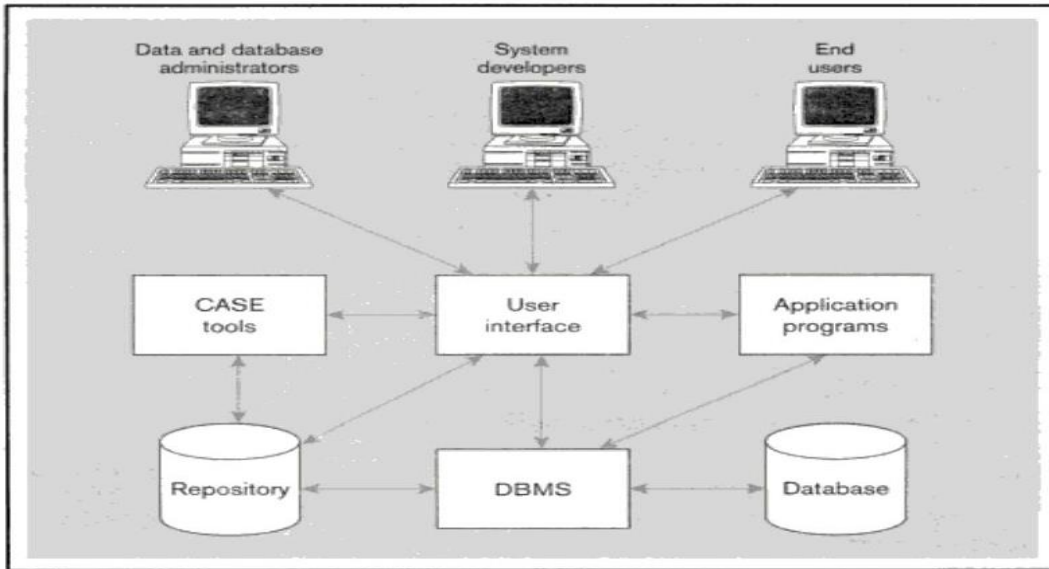 Data and database
administrators
System
developers
End
users
CASE
tools
User
interface
Application
programs
Repository
DBMS
Database